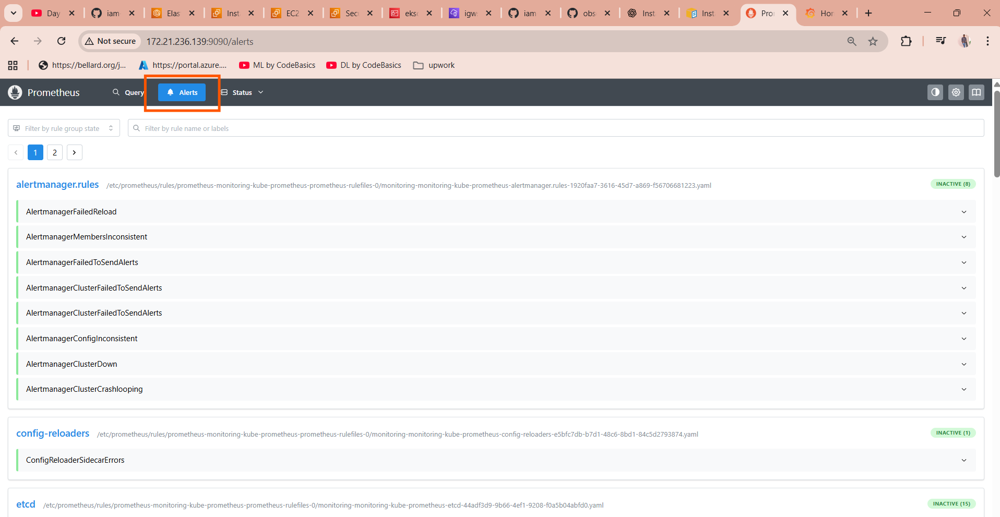 Day
iam
Elas
Inst
EC2
Sec
eksc
igw
iam
obs
Inst
Inst
Pro
Hor
Not secure 172.21.236.139:9090/alerts
https://bellard.org/j...
https://portal.azure....
ML by CodeBasics
DL by CodeBasics
upwork
Prometheus
Query
Alerts
Status
Filter by rule group state
Filter by rule name or labels
1
2
alertmanager.rules /etc/prometheus/rules/prometheus-monitoring-kube-prometheus-prometheus-rulefiles-0/monitoring-monitoring-kube-prometheus-alertmanager.rules-1920faa7-3616-45d7-a869-f56706681223.yaml INACTIVE (8)
AlertmanagerFailedReload
AlertmanagerMembersInconsistent
AlertmanagerFailedToSendAlerts
AlertmanagerClusterFailedToSendAlerts
AlertmanagerClusterFailedToSendAlerts
AlertmanagerConfigInconsistent
AlertmanagerClusterDown
AlertmanagerClusterCrashlooping
config-reloaders /etc/prometheus/rules/prometheus-monitoring-kube-prometheus-prometheus-rulefiles-0/monitoring-monitoring-kube-prometheus-config-reloaders-e5bfc7db-b7d1-48c6-8bd1-84c5d2793874.yaml INACTIVE (1)
ConfigReloaderSidecarErrors
etcd /etc/prometheus/rules/prometheus-monitoring-kube-prometheus-prometheus-rulefiles-0/monitoring-monitoring-kube-prometheus-etcd-44adf3d9-9b66-4ef1-9208-f0a5b04abfd0.yaml INACTIVE (15)